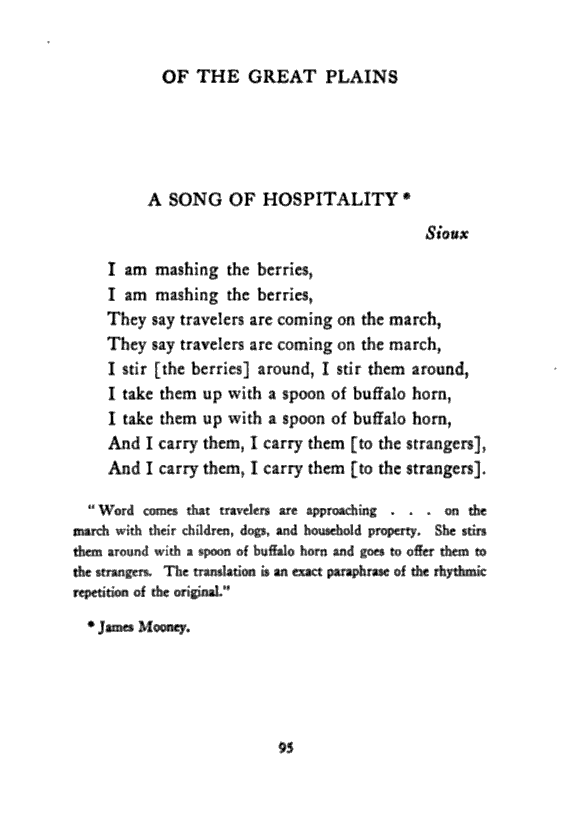 OF THE GREAT PLAINS
A SONG OF HOSPITALITY *
Sioux
I am mashing the berries,
I am mashing the berries,
They say travelers are coming on the march,
They say travelers are coming on the march,
I stir [the berries] around, I stir them around,
I take them up with a spoon of buffalo horn,
I take them up with a spoon of buffalo horn,
And I carry them, I carry them [to the strangers],
And I carry them, I carry them [to the strangers].
“Word comes that travelers are approaching . . . on the
march with their children, dogs, and household property. She stirs
them around with a spoon of buffalo horn and goes to offer them to
the strangers. The translation is an exact paraphrase of the rhythmic
repetition of the original.”
* James Mooney.
95